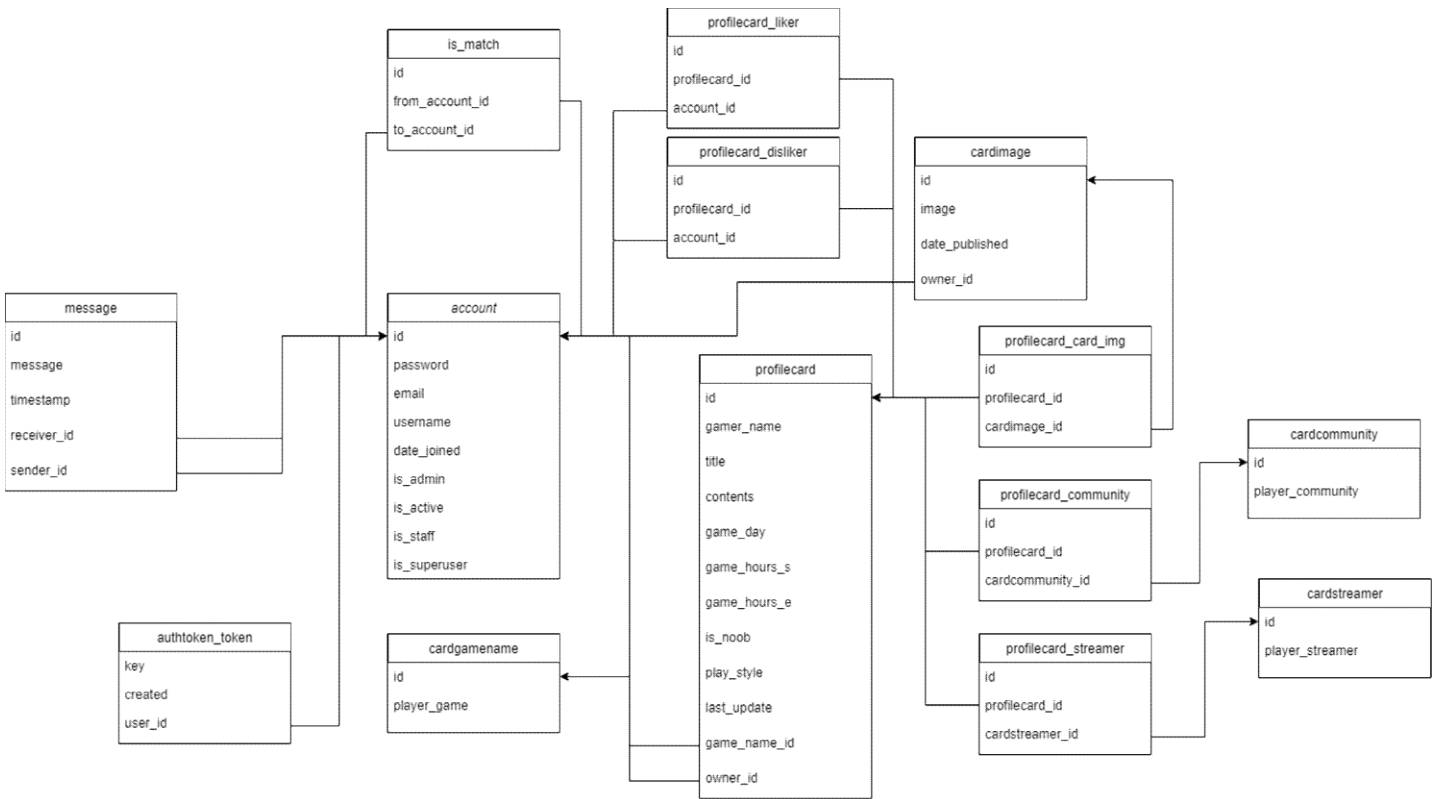 is_match
id
from_account_id
to_account_id
profilecard_liker
id
profilecard_id
account_id
profilecard_disliker
id
profilecard_id
account_id
cardimage
id
image
date_published
owner_id
message
id
message
timestamp
receiver_id
sender_id
account
id
password
email
username
date_joined
is_admin
is_active
is_staff
is_superuser
profilecard
id
gamer_name
title
contents
game_day
game_hours_s
game_hours_e
is_noob
play_style
last_update
game_name_id
owner_id
profilecard_card_img
id
profilecard_id
cardimage_id
cardcommunity
id
player_community
profilecard_community
id
profilecard_id
cardcommunity_id
cardstreamer
id
player_streamer
profilecard_streamer
id
profilecard_id
cardstreamer_id
authtoken_token
key
created
user_id
cardgamename
id
player_game